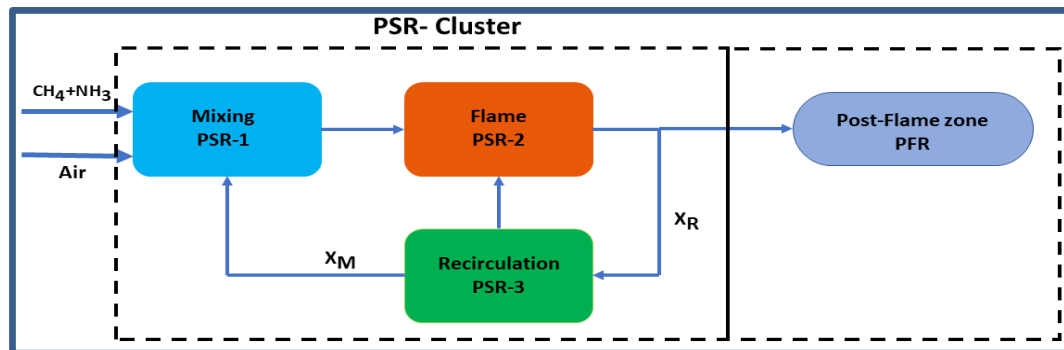 PSR- Cluster
CH4+NH3
Air
Mixing
PSR-1
Flame
PSR-2
Post-Flame zone
PFR
XM
XR
Recirculation
PSR-3